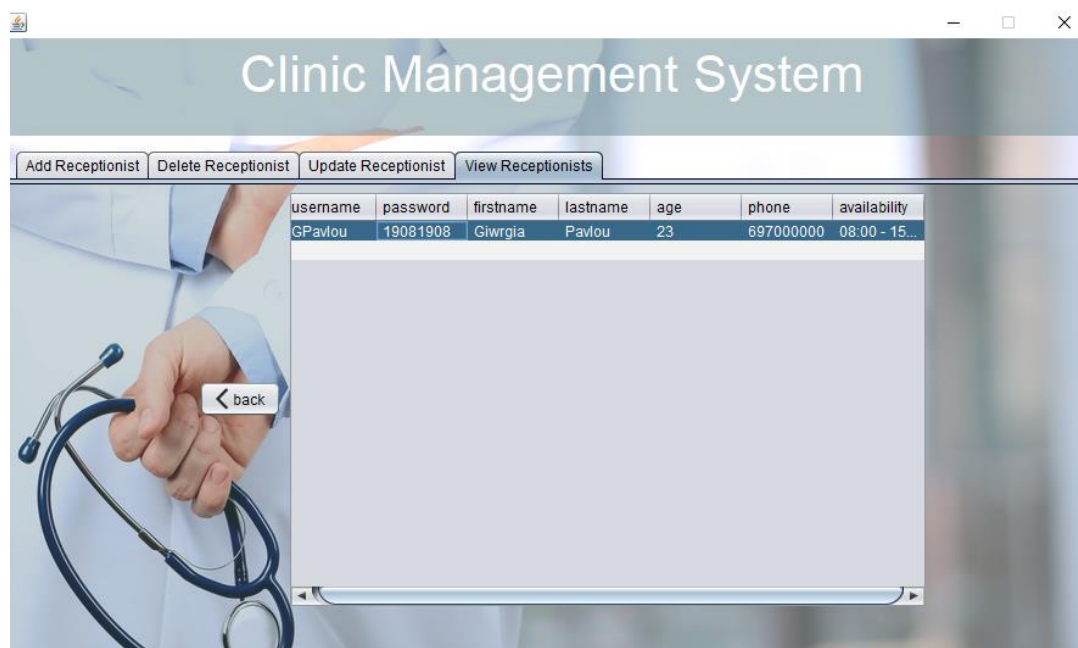 Clinic Management System
Add Receptionist Delete Receptionist Update Receptionist View Receptionists
username password firstname lastname age phone availability
GPavlou 19081908 Giwrgia Pavlou 23 697000000 08:00 - 15...
back